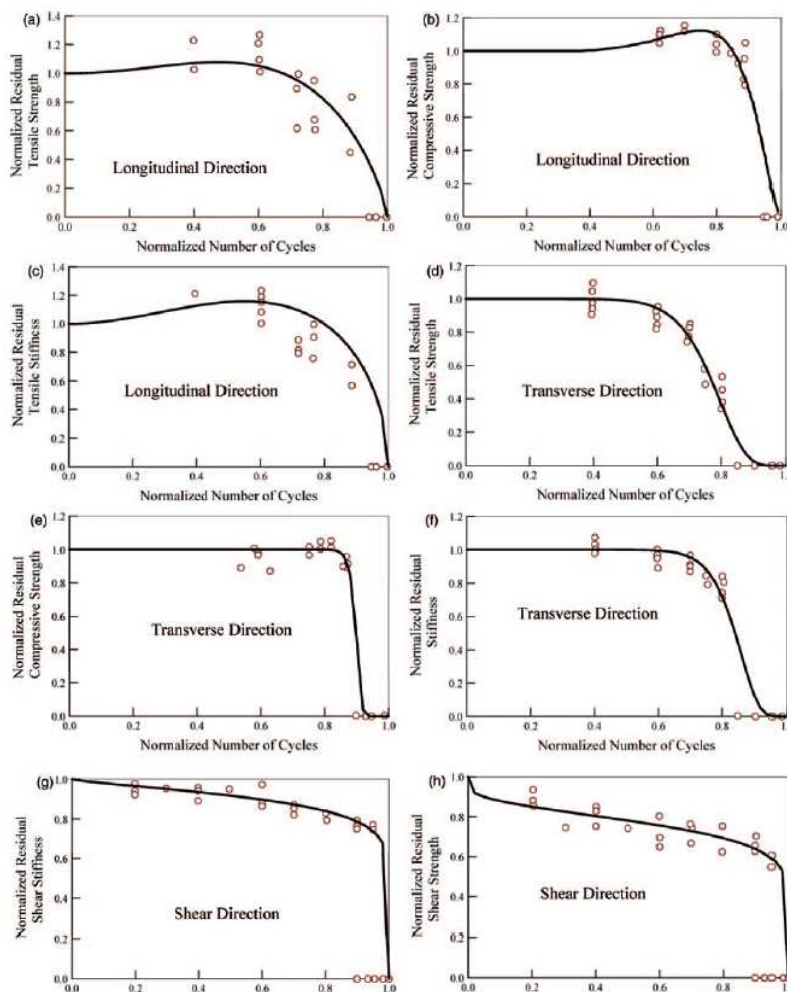 (a)
Normalized Residual
Tensile Strength
1.4
1.2
1.0
0.8
0.6
0.4
0.2
0.0
Longitudinal Direction
0.0 0.2 0.4 0.6 0.8 1.0
Normalized Number of Cycles
(b)
Normalized Residual
Compressive Strength
1.2
1.0
0.8
0.6
0.4
0.2
0.0
Longitudinal Direction
0.0 0.2 0.4 0.6 0.8 1.0
Normalized Number of Cycles
(c)
Normalized Residual
Tensile Stiffness
1.4
1.2
1.0
0.8
0.6
0.4
0.2
0.0
Longitudinal Direction
0.0 0.2 0.4 0.6 0.8 1.0
Normalized Number of Cycles
(d)
Normalized Residual
Tensile Strength
1.2
1.0
0.8
0.6
0.4
0.2
0.0
Transverse Direction
0.0 0.2 0.4 0.6 0.8 1.0
Normalized Number of Cycles
(e)
Normalized Residual
Compressive Strength
1.2
1.0
0.8
0.6
0.4
0.2
0.0
Transverse Direction
0.0 0.2 0.4 0.6 0.8 1.0
Normalized Number of Cycles
(f)
Normalized Residual
Stiffness
1.2
1.0
0.8
0.6
0.4
0.2
0.0
Transverse Direction
0.0 0.2 0.4 0.6 0.8 1.0
Normalized Number of Cycles
(g)
Normalized Residual
Shear Stiffness
1.0
0.8
0.6
0.4
0.2
0.0
Shear Direction
0.0 0.2 0.4 0.6 0.8 1.0
(h)
Normalized Residual
Shear Strength
1.0
0.8
0.6
0.4
0.2
0.0
Shear Direction
0.0 0.2 0.4 0.6 0.8 1.0